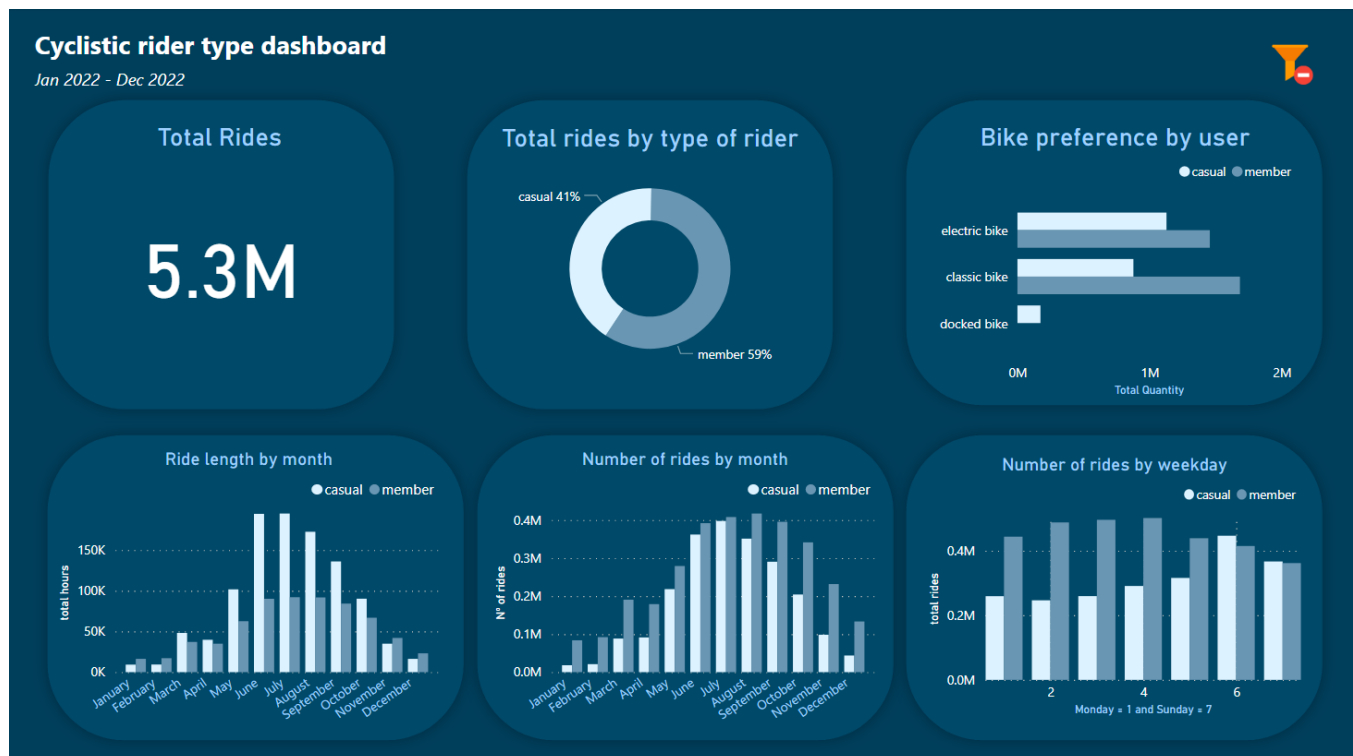 Cyclistic rider type dashboard
Jan 2022 - Dec 2022
Total Rides
5.3M
Total rides by type of rider
casual 41%
member 59%
Bike preference by user
casual member
electric bike
classic bike
docked bike
0M 1M 2M
Total Quantity
Ride length by month
casual member
total hours
150K
100K
50K
0K
January February March April May June July August September October November December
Number of rides by month
casual member
Nº of rides
0.4M
0.3M
0.2M
0.1M
0.0M
January February March April May June July August September October November December
Number of rides by weekday
casual member
total rides
0.4M
0.2M
0.0M
2 4 6
Monday = 1 and Sunday = 7